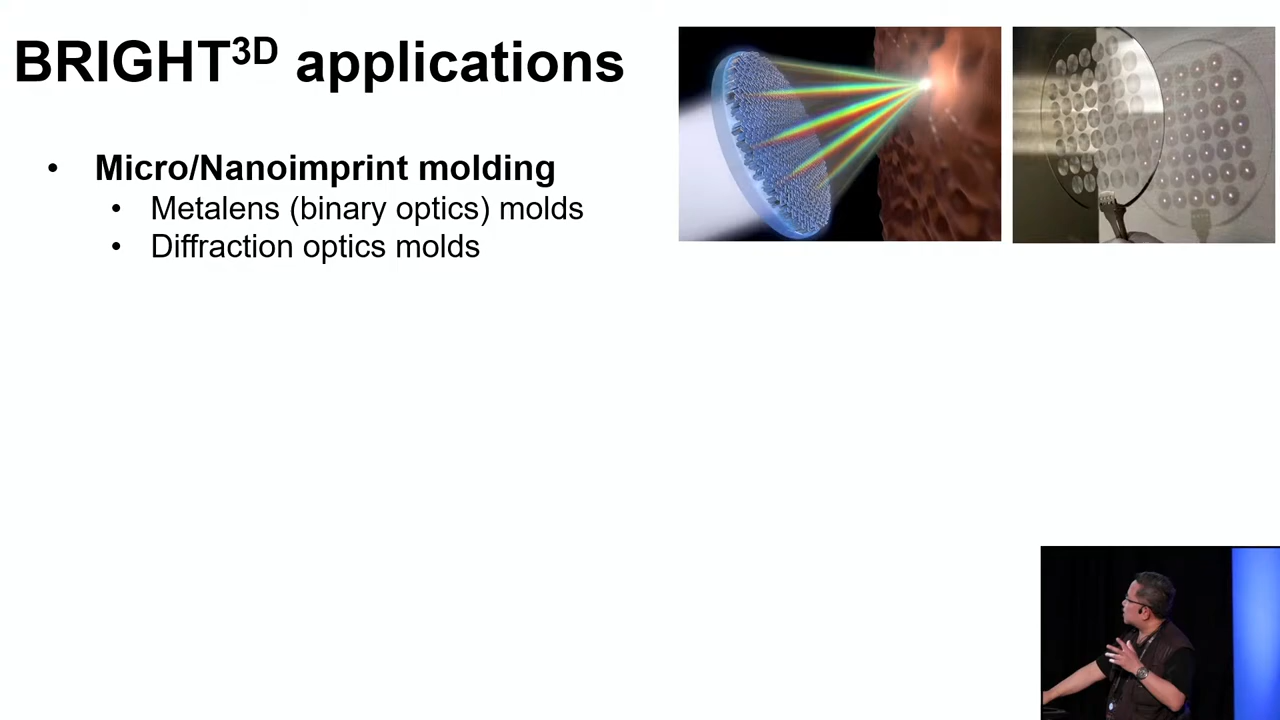 BRIGHT3D applications
• Micro/Nanoimprint molding
• Metalens (binary optics) molds
• Diffraction optics molds